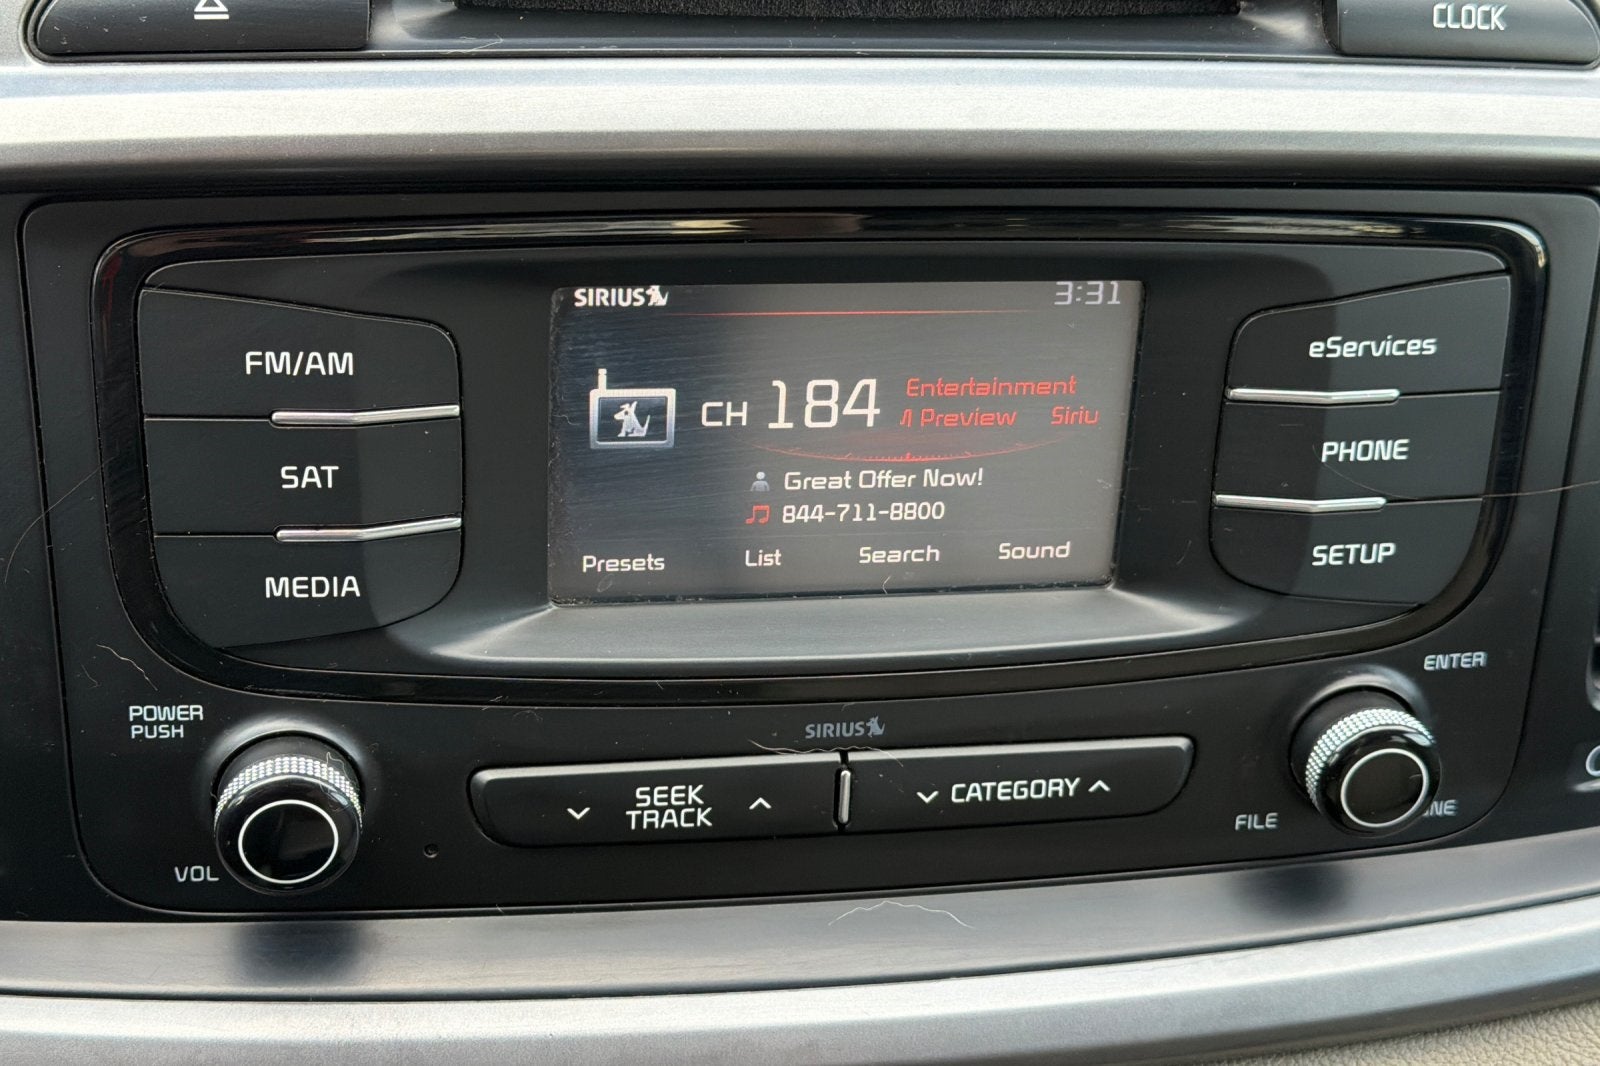 CLOCK
SIRIUS
3:31
FM/AM
SAT
MEDIA
CH 184
Entertainment
Preview Siriu
Great Offer Now!
844-711-8800
Presets List Search Sound
eServices
PHONE
SETUP
POWER
PUSH
VOL
SIRIUS
SEEK
TRACK
CATEGORY
ENTER
FILE